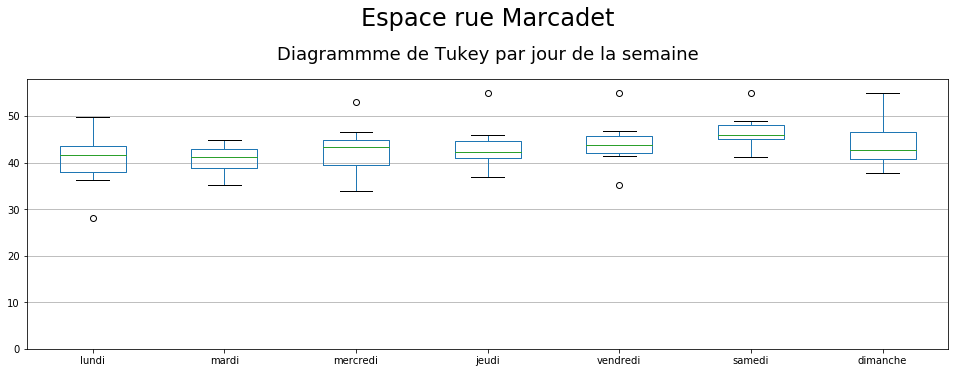 Espace rue Marcadet
Diagrammme de Tukey par jour de la semaine
50
40
30
20
10
0
lundi mardi mercredi jeudi vendredi samedi dimanche